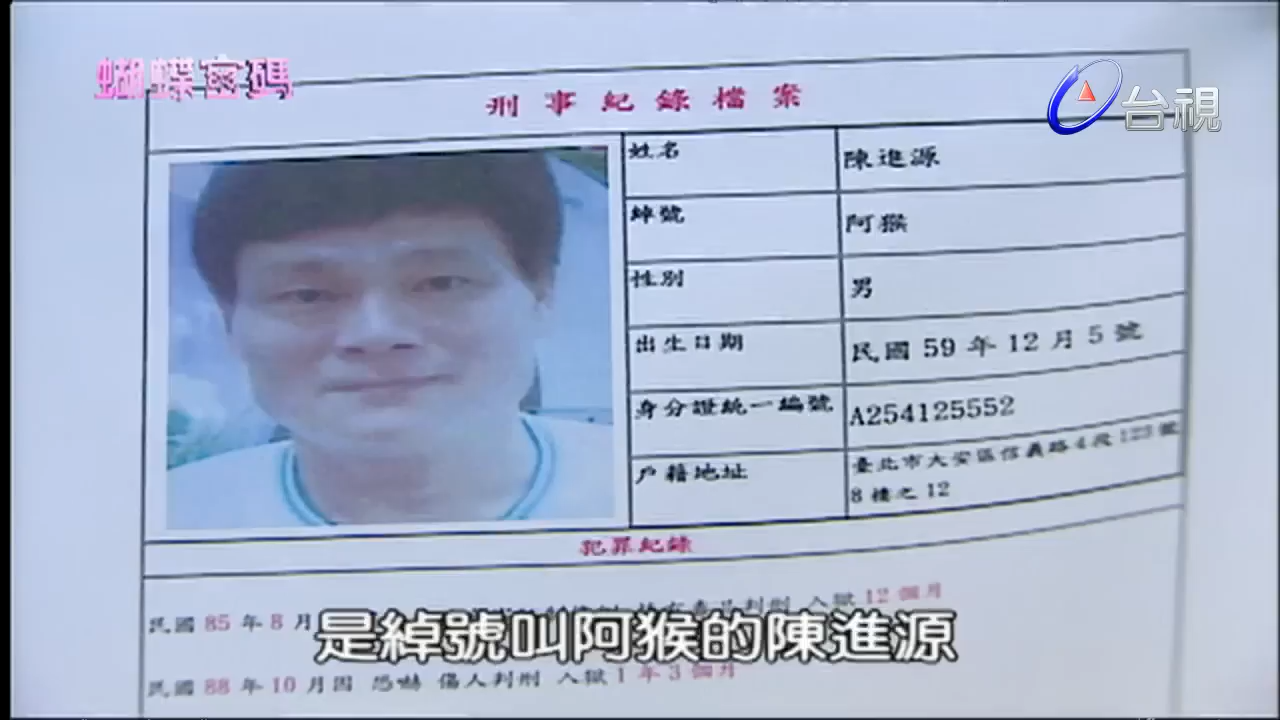 蝴蝶密碼
台視
刑事紀錄檔案
姓名 陳進源
綽號 阿猴
性別 男
出生日期 民國 59 年 12 月 5 號
身分證統一編號 A254125552
戶籍地址 臺北市大安區信義路4段123號
8樓之12
犯罪紀錄
民國 85 年 8 月 判刑 入獄 12 個月
是綽號叫阿猴的陳進源
民國 88 年 10 月因 恐嚇 傷人判刑 入獄 1 年 3 個月